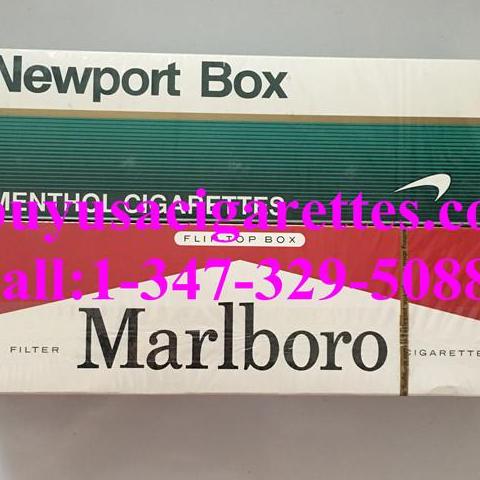 Newport Box
MENTHOL CIGARETTES
buyusacigarettes.co
FLIP-TOP BOX
all:1-347-329-5088
FILTER Marlboro CIGARETTE